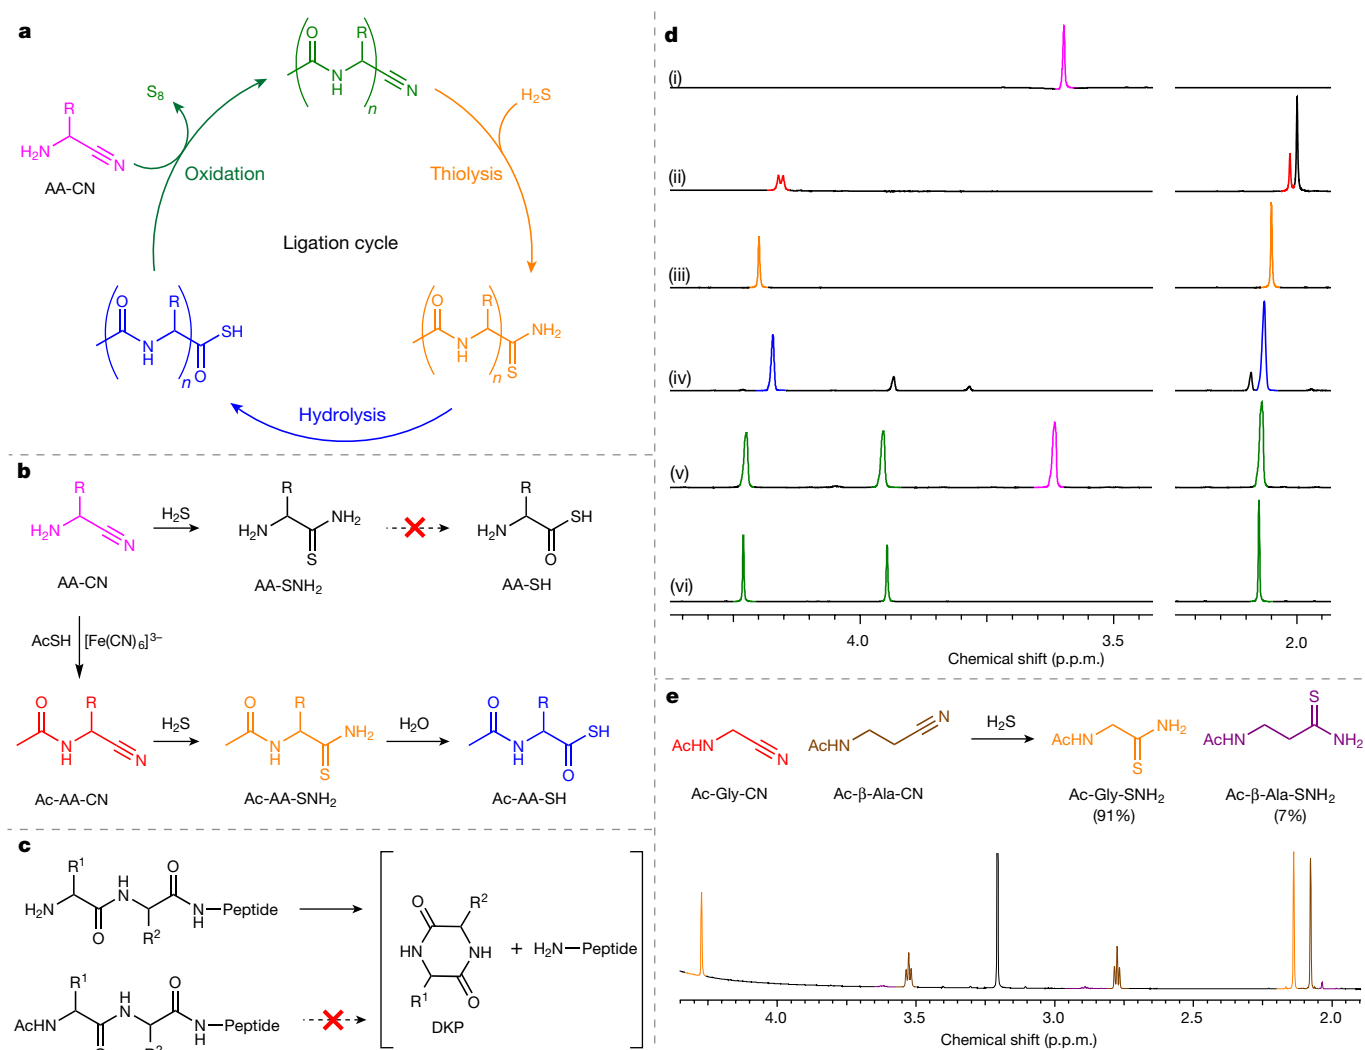 a
O
R
N
H
N
n
S8
H2S
R
H2N
N
AA-CN
Oxidation
Thiolysis
Ligation cycle
O
R
N
H
SH
O
n
O
R
N
H
NH2
S
n
Hydrolysis
b
R
H2N
N
AA-CN
H2S
R
H2N
NH2
S
AA-SNH2
R
H2N
SH
O
AA-SH
AcSH
[Fe(CN)6]3–
O
R
N
H
N
Ac-AA-CN
H2S
O
R
N
H
NH2
S
Ac-AA-SNH2
H2O
O
R
N
H
SH
O
Ac-AA-SH
c
R1
H2N
O
H
N
R2
O
N
H
Peptide
O
R2
HN
NH
R1
O
DKP
+
H2N
Peptide
R1
AcHN
H
N
O
N
H
Peptide
d
(i)
(ii)
(iii)
(iv)
(v)
(vi)
4.0
3.5
2.0
Chemical shift (p.p.m.)
e
AcHN
N
Ac-Gly-CN
AcHN
N
Ac-β-Ala-CN
H2S
AcHN
NH2
S
Ac-Gly-SNH2
(91%)
AcHN
S
NH2
Ac-β-Ala-SNH2
(7%)
4.0
3.5
3.0
2.5
2.0
Chemical shift (p.p.m.)